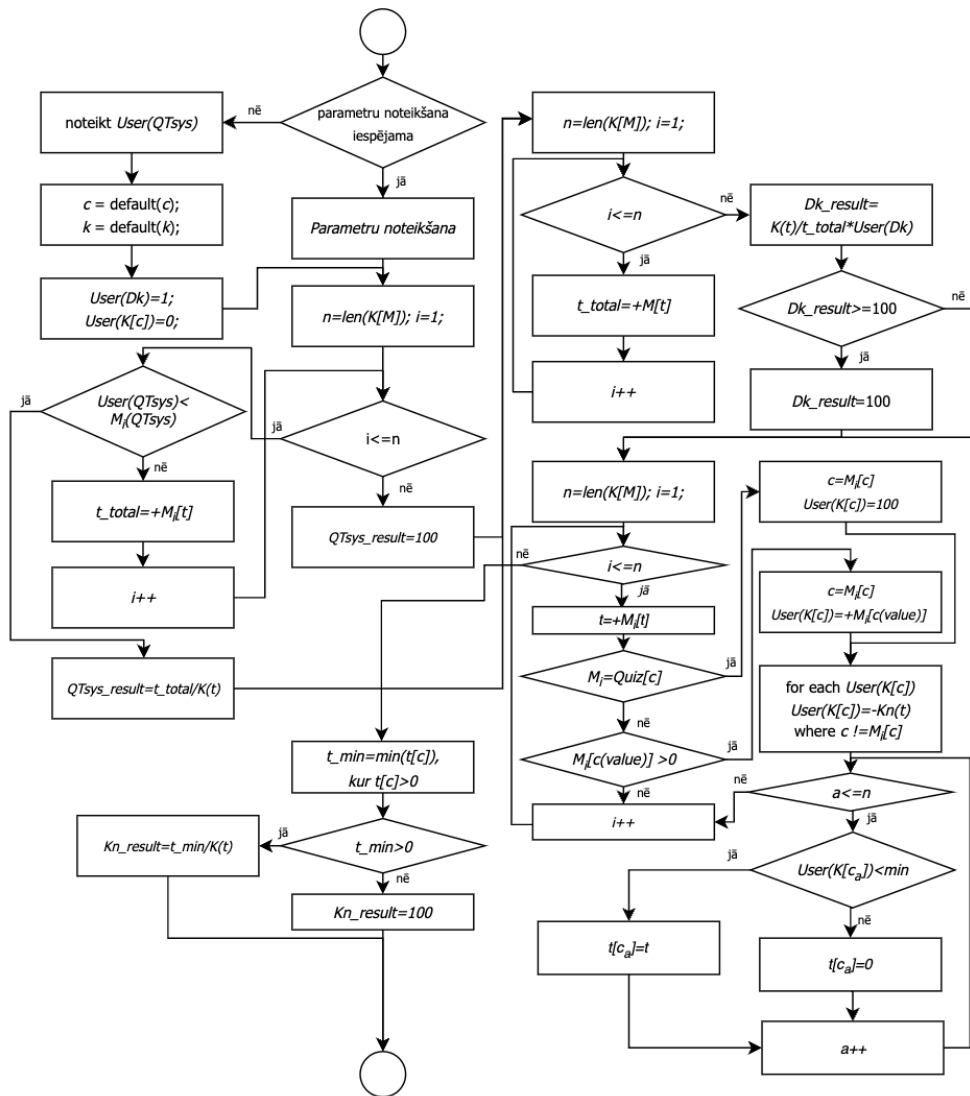 parametru noteikšana
iespējama
nē
noteikt User(QTsys)
jā
c = default(c);
k = default(k);
Parametru noteikšana
User(Dk)=1;
User(K[c])=0;
n=len(K[M]); i=1;
User(QTsys)<
Mi(QTsys)
jā
nē
i<=n
jā
nē
t_total=+Mi[t]
QTsys_result=100
i++
QTsys_result=t_total/K(t)
n=len(K[M]); i=1;
i<=n
nē
jā
Dk_result=
K(t)/t_total*User(Dk)
t_total=+M[t]
Dk_result>=100
nē
jā
i++
Dk_result=100
n=len(K[M]); i=1;
c=Mi[c]
User(K[c])=100
i<=n
nē
jā
t=+Mi[t]
c=Mi[c]
User(K[c])=+Mi[c(value)]
Mi=Quiz[c]
jā
nē
for each User(K[c])
User(K[c])=-Kn(t)
where c !=Mi[c]
Mi[c(value)] >0
jā
nē
a<=n
nē
jā
i++
User(K[ca])<min
jā
nē
t[ca]=t
t[ca]=0
a++
t_min=min(t[c]),
kur t[c]>0
t_min>0
jā
nē
Kn_result=t_min/K(t)
Kn_result=100